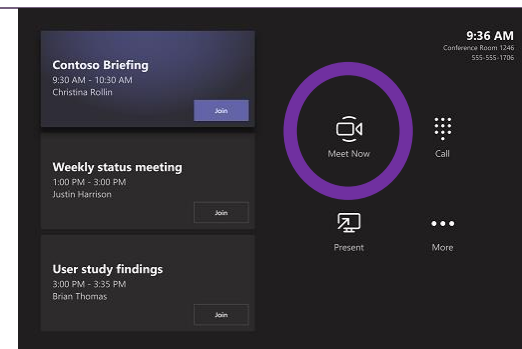 9:36 AM
Conference Room 1246
555-555-1706
Contoso Briefing
9:30 AM - 10:30 AM
Christina Rollin
Join
Weekly status meeting
1:00 PM - 3:00 PM
Justin Harrison
Join
User study findings
3:00 PM - 3:35 PM
Brian Thomas
Join
Meet Now
Call
Present
More